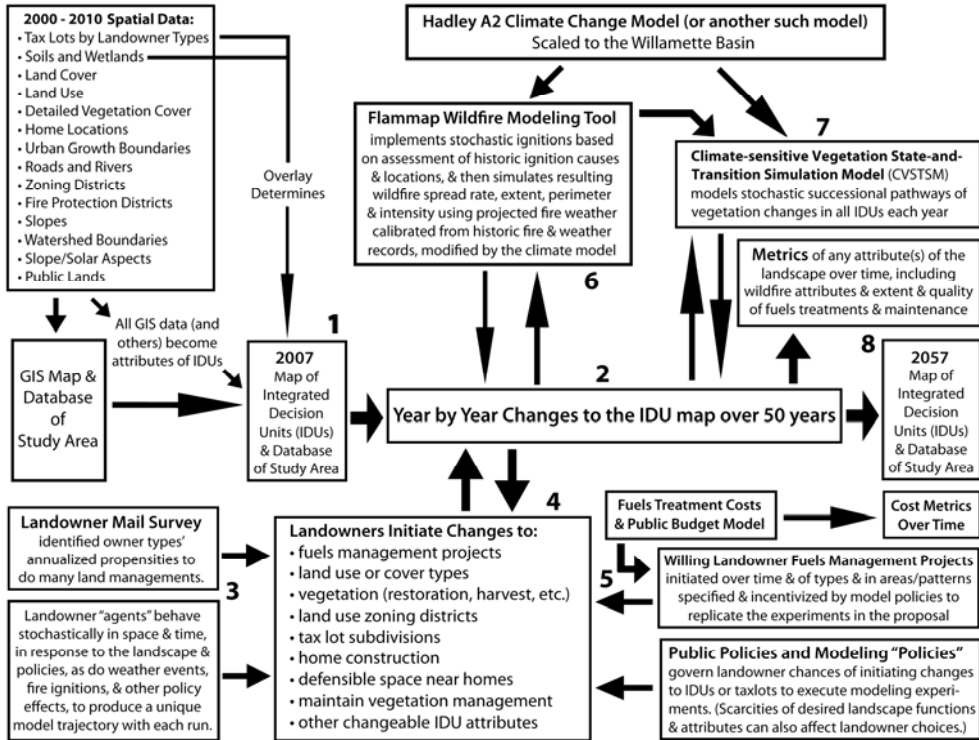 2000 - 2010 Spatial Data:
• Tax Lots by Landowner Types
• Soils and Wetlands
• Land Cover
• Land Use
• Detailed Vegetation Cover
• Home Locations
• Urban Growth Boundaries
• Roads and Rivers
• Zoning Districts
• Fire Protection Districts
• Slopes
• Watershed Boundaries
• Slope/Solar Aspects
• Public Lands
Hadley A2 Climate Change Model (or another such model)
Scaled to the Willamette Basin
Overlay
Determines
Flammap Wildfire Modeling Tool
implements stochastic ignitions based
on assessment of historic ignition causes
& locations, & then simulates resulting
wildfire spread rate, extent, perimeter
& intensity using projected fire weather
calibrated from historic fire & weather
records, modified by the climate model
6
7
Climate-sensitive Vegetation State-and-
Transition Simulation Model (CVSTSM)
models stochastic successional pathways of
vegetation changes in all IDUs each year
Metrics of any attribute(s) of the
landscape over time, including
wildfire attributes & extent & quality
of fuels treatments & maintenance
All GIS data (and
others) become
attributes of IDUs
GIS Map &
Database
of
Study Area
1
2007
Map of
Integrated
Decision
Units (IDUs)
& Database
of Study Area
2
Year by Year Changes to the IDU map over 50 years
8
2057
Map of
Integrated
Decision
Units (IDUs)
& Database
of Study Area
Landowner Mail Survey
identified owner types'
annualized propensities to
do many land managements.
3
Landowner "agents" behave
stochastically in space & time,
in response to the landscape &
policies, as do weather events,
fire ignitions, & other policy
effects, to produce a unique
model trajectory with each run.
4
Landowners Initiate Changes to:
• fuels management projects
• land use or cover types
• vegetation (restoration, harvest, etc.)
• land use zoning districts
• tax lot subdivisions
• home construction
• defensible space near homes
• maintain vegetation management
• other changeable IDU attributes
Fuels Treatment Costs
& Public Budget Model
Cost Metrics
Over Time
5
Willing Landowner Fuels Management Projects
initiated over time & of types & in areas/patterns
specified & incentivized by model policies to
replicate the experiments in the proposal
Public Policies and Modeling "Policies"
govern landowner chances of initiating changes
to IDUs or taxlots to execute modeling experi-
ments. (Scarcities of desired landscape functions
& attributes can also affect landowner choices.)